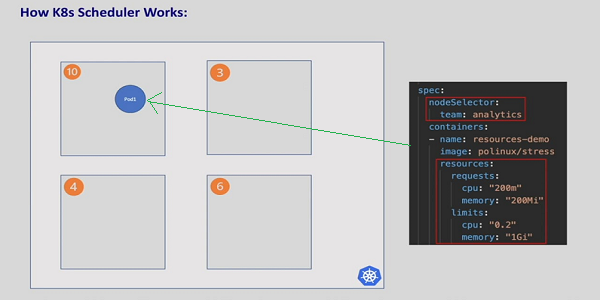 How K8s Scheduler Works:
10
Pod1
3
4
6
spec:
nodeSelector:
team: analytics
containers:
- name: resources-demo
image: polinux/stress
resources:
requests:
cpu: "200m"
memory: "200Mi"
limits:
cpu: "0.2"
memory: "1Gi"